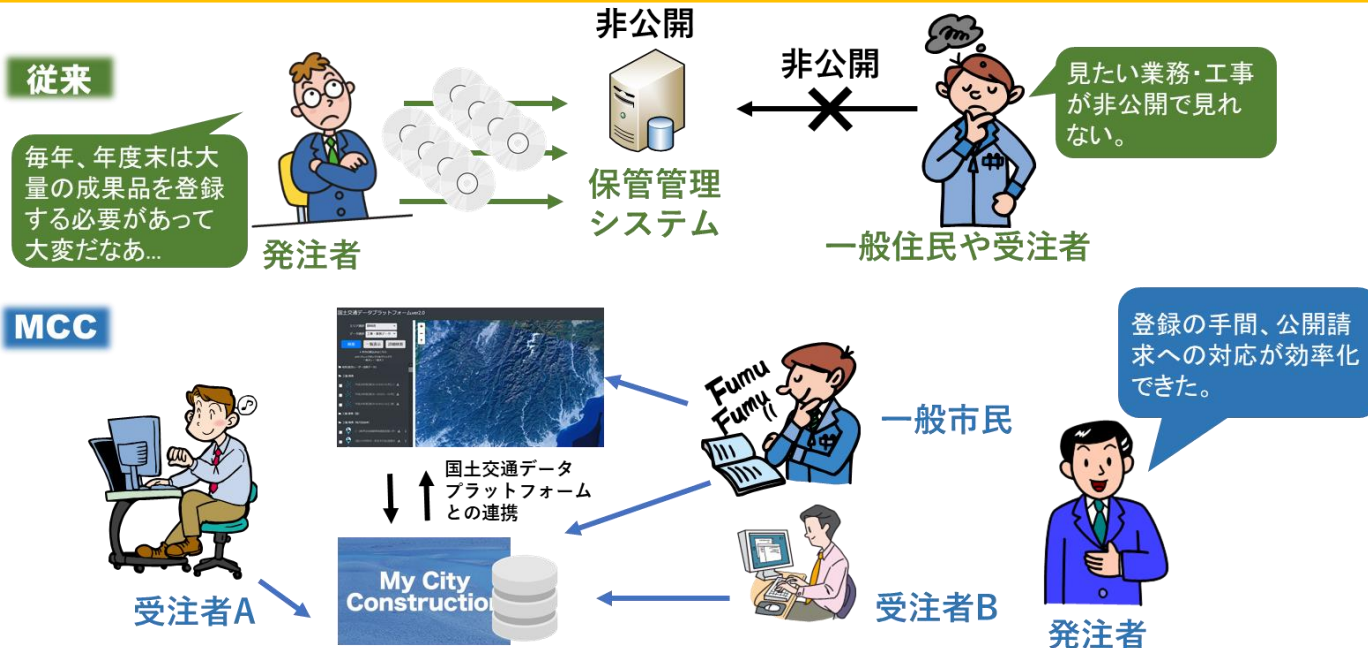 非公開
従来
非公開
見たい業務・工事
が非公開で見れ
ない。
毎年、年度末は大
量の成果品を登録
する必要があって
大変だなあ…
発注者
保管管理
システム
一般住民や受注者
MCC
国土交通データプラットフォームver2.0
登録の手間、公開請
求への対応が効率化
できた。
Fumu
Fumu
一般市民
国土交通データ
プラットフォーム
との連携
My City
Construction
受注者A
受注者B
発注者